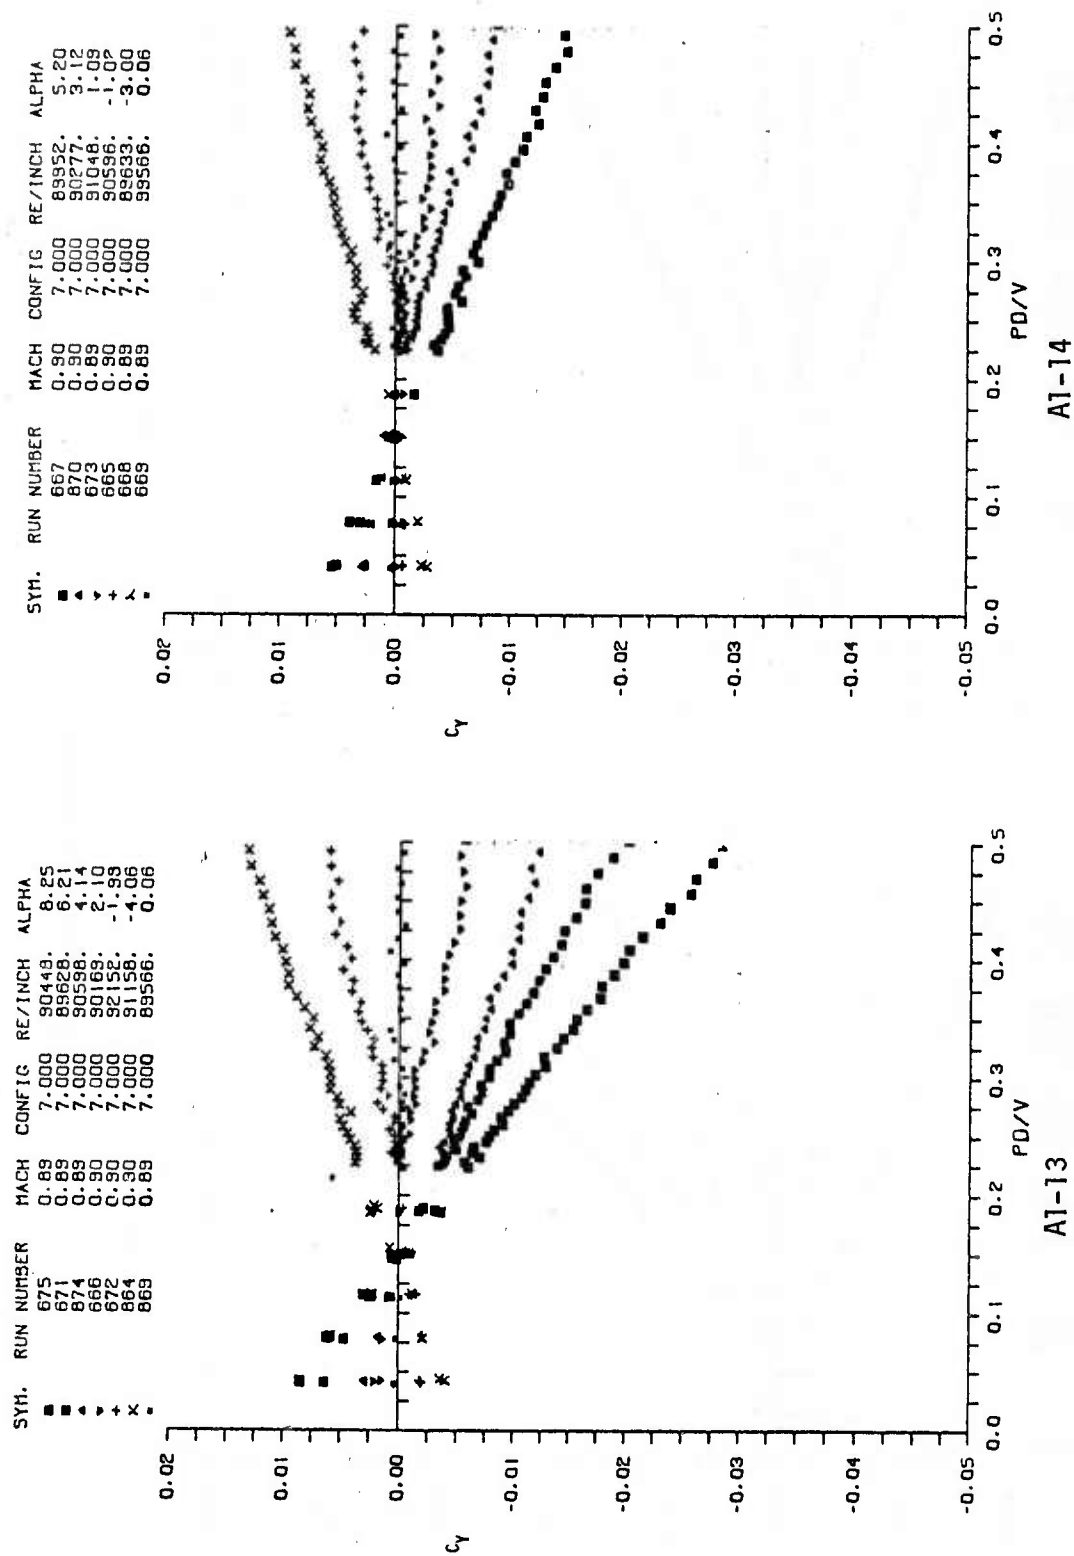 SYM. RUN NUMBER MACH CONFIG RE/INCH ALPHA
675 0.89 7.000 90449. 8.25
671 0.89 7.000 89628. 6.21
874 0.89 7.000 90598. 4.14
666 0.90 7.000 90169. 2.10
672 0.90 7.000 92152. -1.99
864 0.90 7.000 91158. -4.06
869 0.89 7.000 89566. 0.06
0.02
0.01
0.00
-0.01
-0.02
-0.03
-0.04
-0.05
CY
0.0 0.1 0.2 0.3 0.4 0.5
PD/V
A1-13
SYM. RUN NUMBER MACH CONFIG RE/INCH ALPHA
667 0.90 7.000 89952. 5.20
870 0.90 7.000 90277. 3.12
673 0.89 7.000 91048. 1.09
665 0.90 7.000 90596. -1.02
668 0.89 7.000 89633. -3.00
669 0.89 7.000 99566. 0.06
0.02
0.01
0.00
-0.01
-0.02
-0.03
-0.04
-0.05
CY
0.0 0.1 0.2 0.3 0.4 0.5
PD/V
A1-14